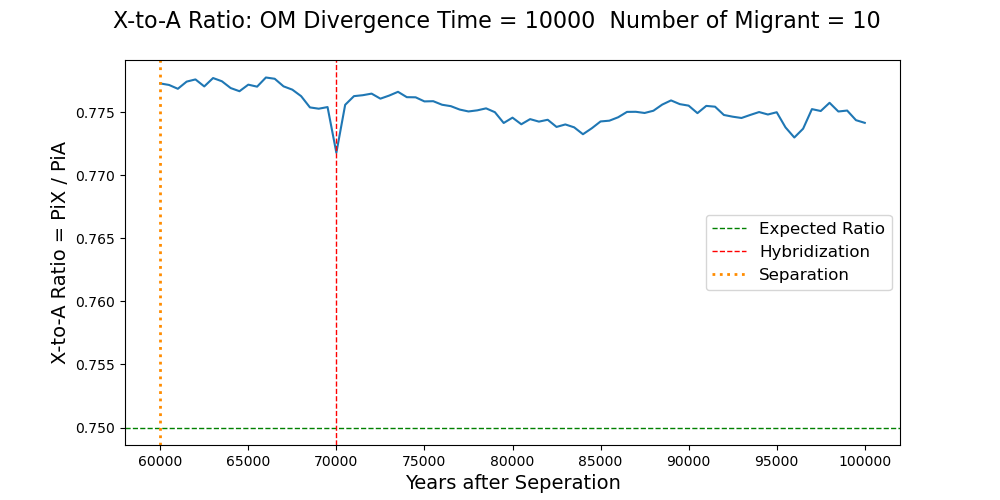 X-to-A Ratio: OM Divergence Time = 10000  Number of Migrant = 10
X-to-A Ratio = PiX / PiA
0.775
0.770
0.765
0.760
0.755
0.750
Expected Ratio
Hybridization
Separation
60000 65000 70000 75000 80000 85000 90000 95000 100000
Years after Seperation